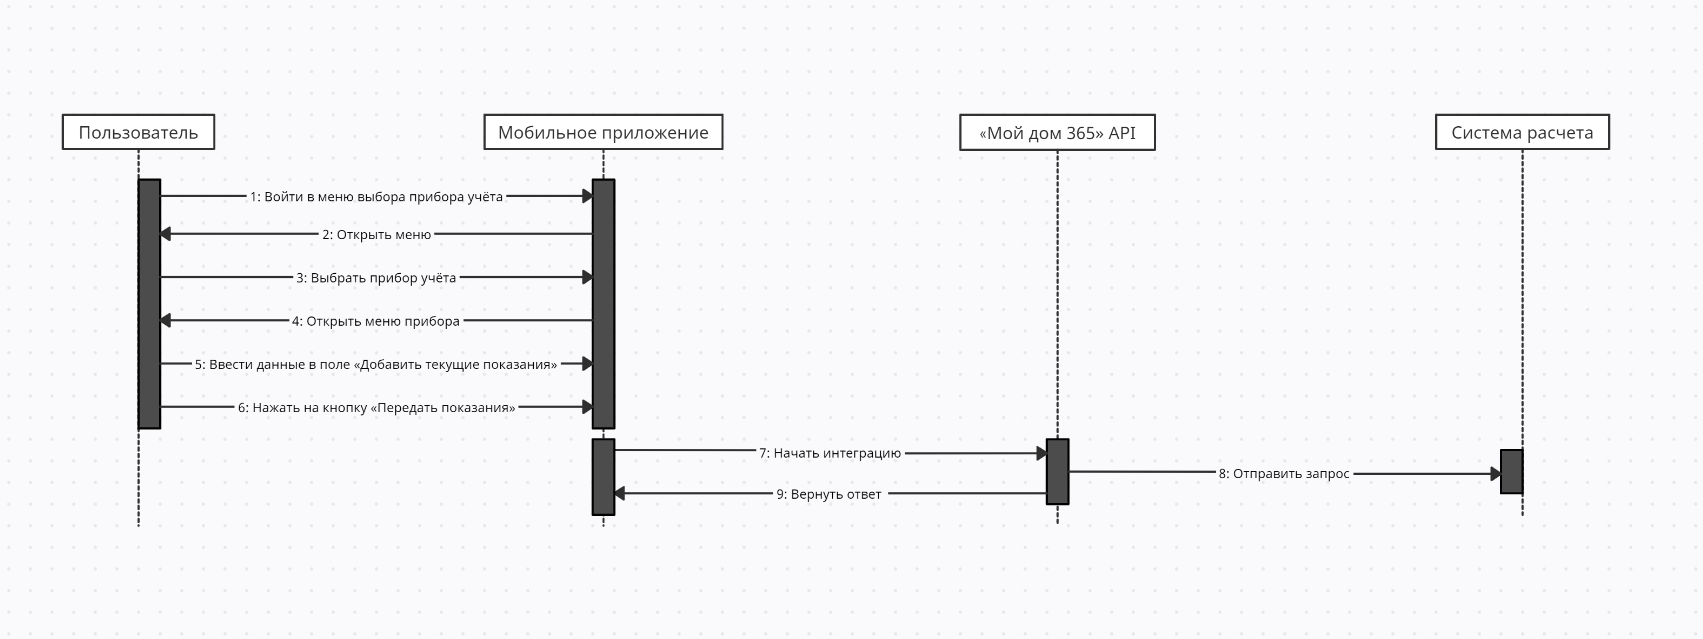 Пользователь
Мобильное приложение
«Мой дом 365» API
Система расчета
1: Войти в меню выбора прибора учёта
2: Открыть меню
3: Выбрать прибор учёта
4: Открыть меню прибора
5: Ввести данные в поле «Добавить текущие показания»
6: Нажать на кнопку «Передать показания»
7: Начать интеграцию
8: Отправить запрос
9: Вернуть ответ